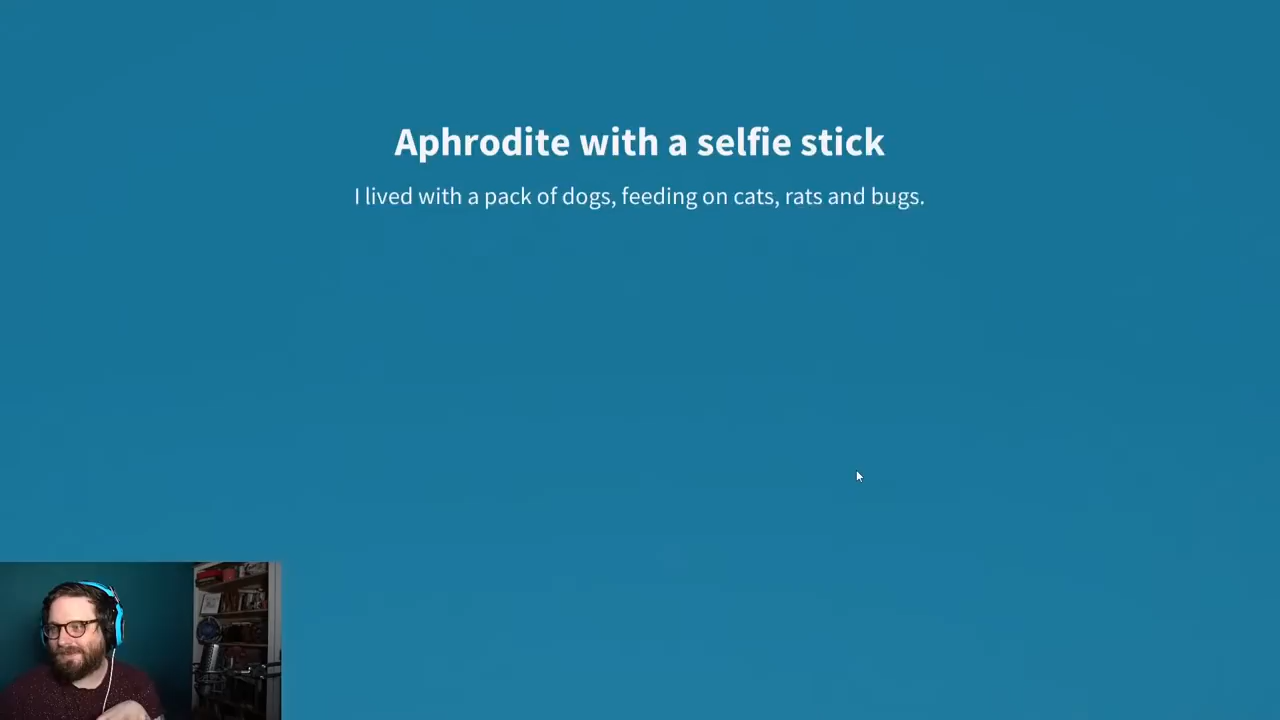 Aphrodite with a selfie stick
I lived with a pack of dogs, feeding on cats, rats and bugs.